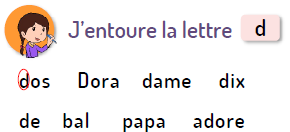 J'entoure la lettre d
dos Dora dame dix
de bal papa adore